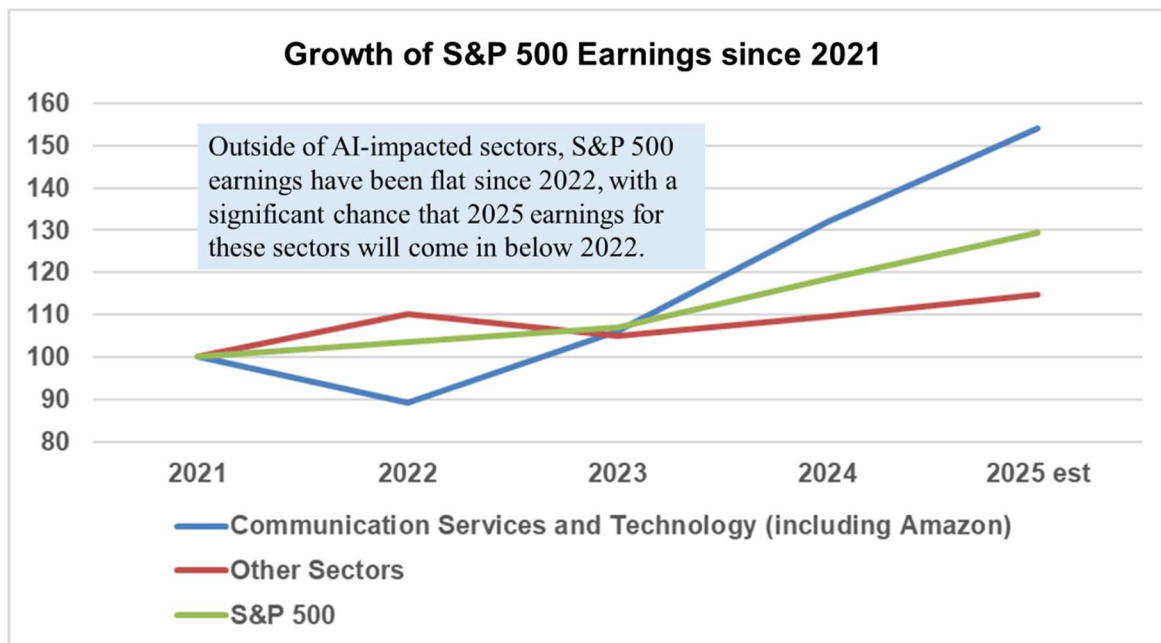 Growth of S&P 500 Earnings since 2021
160
150
140
130
120
110
100
90
80
Outside of AI-impacted sectors, S&P 500
earnings have been flat since 2022, with a
significant chance that 2025 earnings for
these sectors will come in below 2022.
2021 2022 2023 2024 2025 est
Communication Services and Technology (including Amazon)
Other Sectors
S&P 500